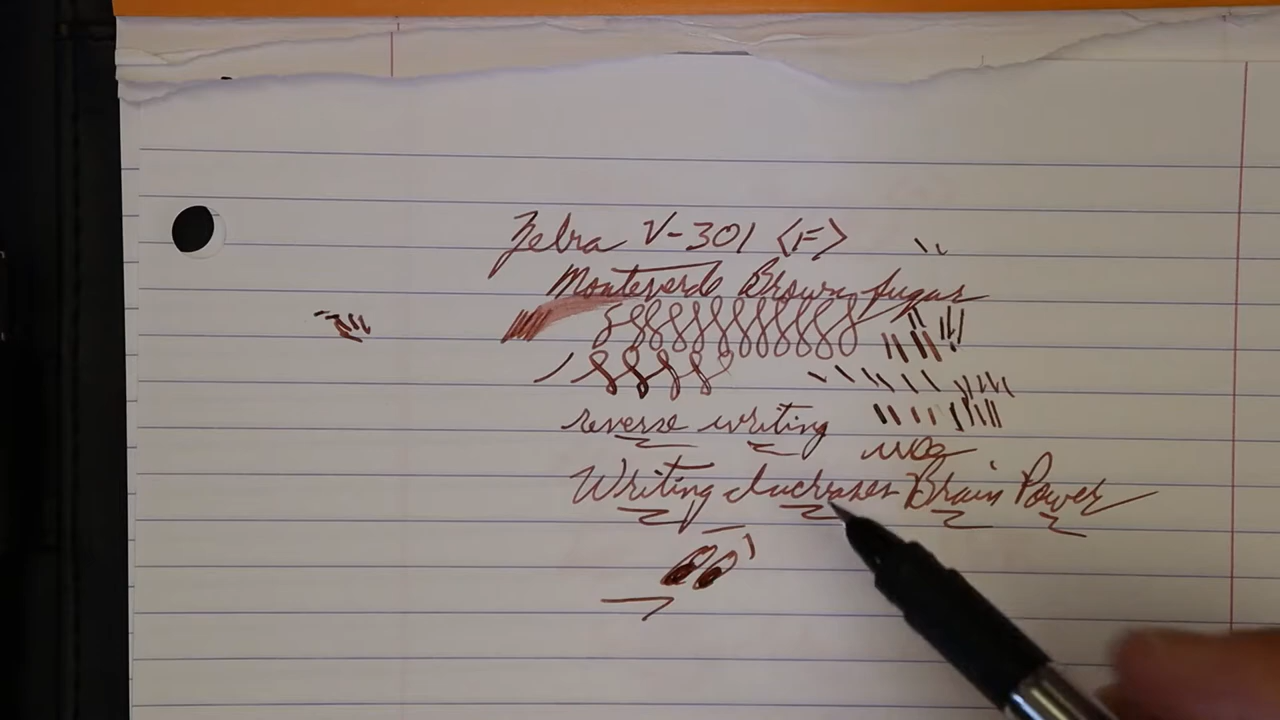 Zebra V-301 <F>
Monteverde Brown Sugar
reverse writing
Writing Increases Brain Power